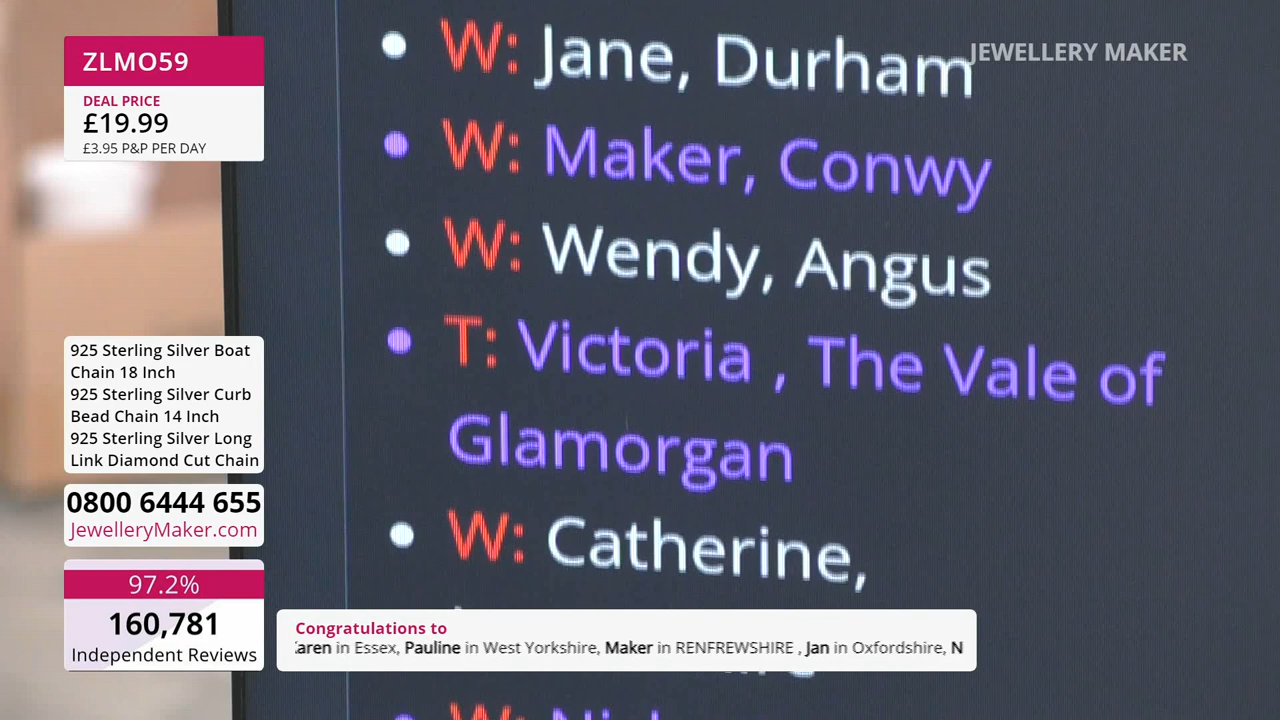 ZLMO59
DEAL PRICE
£19.99
£3.95 P&P PER DAY
JEWELLERY MAKER
W: Jane, Durham
W: Maker, Conwy
W: Wendy, Angus
T: Victoria , The Vale of
Glamorgan
W: Catherine,
W:
925 Sterling Silver Boat
Chain 18 Inch
925 Sterling Silver Curb
Bead Chain 14 Inch
925 Sterling Silver Long
Link Diamond Cut Chain
0800 6444 655
JewelleryMaker.com
97.2%
160,781
Independent Reviews
Congratulations to
in Essex, Pauline in West Yorkshire, Maker in RENFREWSHIRE , Jan in Oxfordshire, N